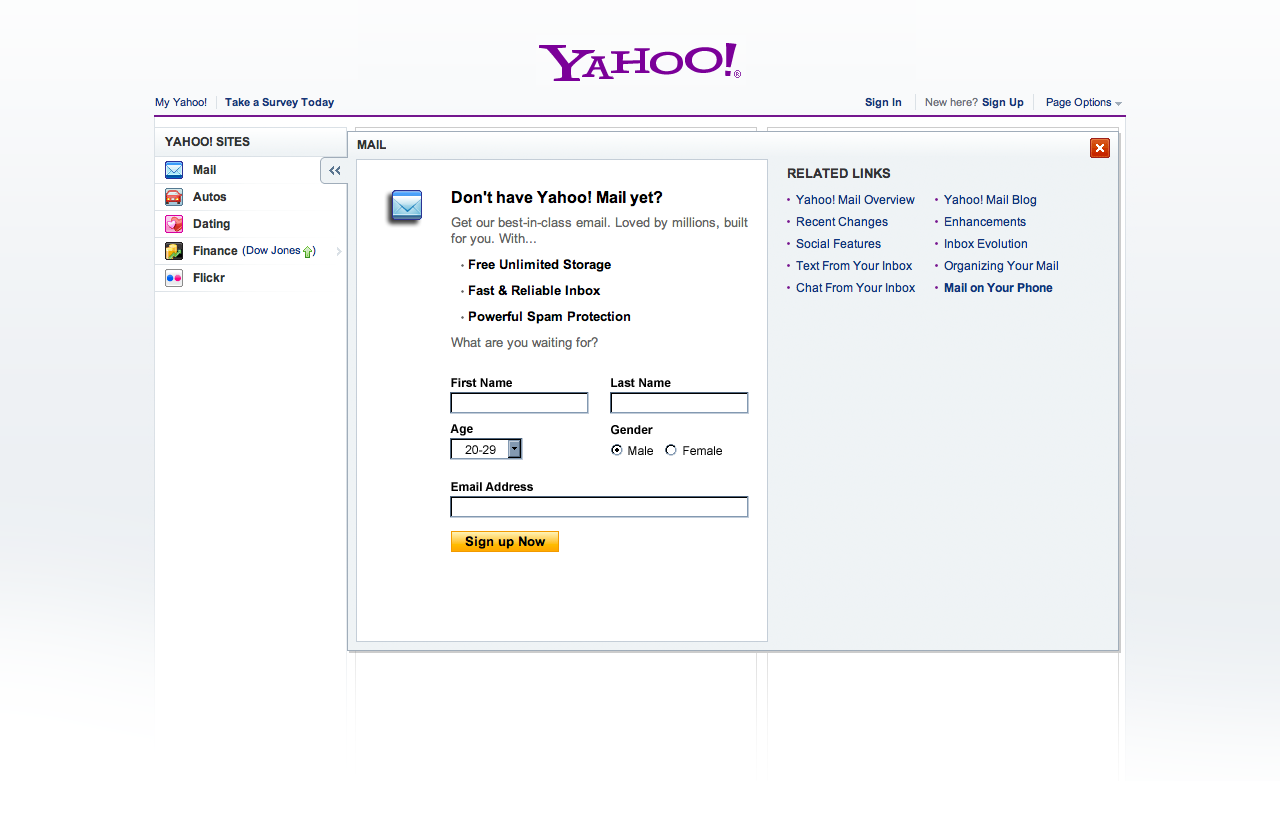 YAHOO!®
My Yahoo! Take a Survey Today Sign In New here? Sign Up Page Options
YAHOO! SITES
Mail
Autos
Dating
Finance (Dow Jones )
Flickr
MAIL
Don't have Yahoo! Mail yet?
Get our best-in-class email. Loved by millions, built
for you. With...
· Free Unlimited Storage
· Fast & Reliable Inbox
· Powerful Spam Protection
What are you waiting for?
First Name Last Name
Age Gender
20-29 Male Female
Email Address
Sign up Now
RELATED LINKS
• Yahoo! Mail Overview • Yahoo! Mail Blog
• Recent Changes • Enhancements
• Social Features • Inbox Evolution
• Text From Your Inbox • Organizing Your Mail
• Chat From Your Inbox • Mail on Your Phone